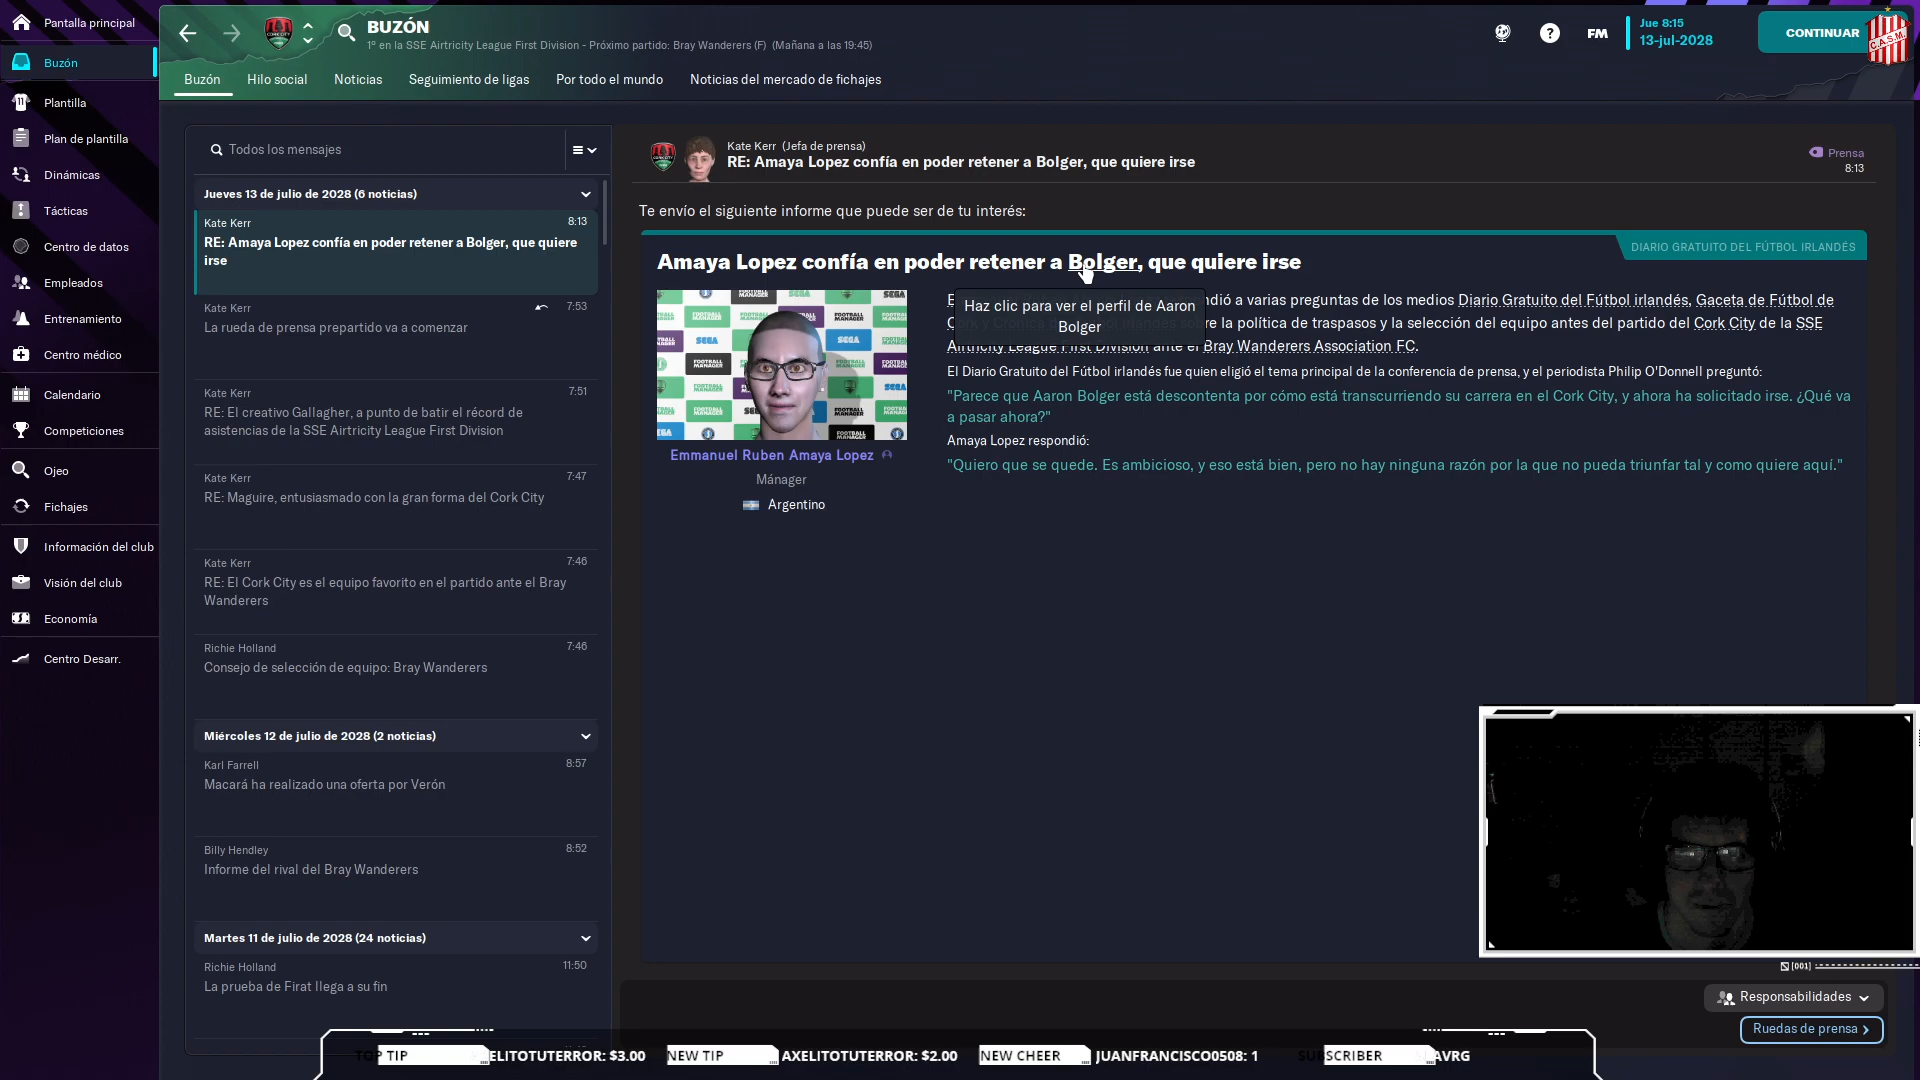 Pantalla principal
Buzón
Plantilla
Plan de plantilla
Dinámicas
Tácticas
Centro de datos
Empleados
Entrenamiento
Centro médico
Calendario
Competiciones
Ojeo
Fichajes
Información del club
Visión del club
Economía
Centro Desarr.
BUZÓN
1º en la SSE Airtricity League First Division - Próximo partido: Bray Wanderers (F) (Mañana a las 19:45)
FM
Jue 8:15
13-jul-2028
CONTINUAR
C.A.S.M.
Buzón
Hilo social
Noticias
Seguimiento de ligas
Por todo el mundo
Noticias del mercado de fichajes
Todos los mensajes
Jueves 13 de julio de 2028 (6 noticias)
Kate Kerr 8:13
RE: Amaya Lopez confía en poder retener a Bolger, que quiere
irse
Kate Kerr 7:53
La rueda de prensa prepartido va a comenzar
Kate Kerr 7:51
RE: El creativo Gallagher, a punto de batir el récord de
asistencias de la SSE Airtricity League First Division
Kate Kerr 7:47
RE: Maguire, entusiasmado con la gran forma del Cork City
Kate Kerr 7:46
RE: El Cork City es el equipo favorito en el partido ante el Bray
Wanderers
Richie Holland 7:46
Consejo de selección de equipo: Bray Wanderers
Miércoles 12 de julio de 2028 (2 noticias)
Karl Farrell 8:57
Macará ha realizado una oferta por Verón
Billy Hendley 8:52
Informe del rival del Bray Wanderers
Martes 11 de julio de 2028 (24 noticias)
Richie Holland 11:50
La prueba de Firat llega a su fin
Kate Kerr (Jefa de prensa)
RE: Amaya Lopez confía en poder retener a Bolger, que quiere irse
Prensa
8:13
Te envío el siguiente informe que puede ser de tu interés:
DIARIO GRATUITO DEL FÚTBOL IRLANDÉS
Amaya Lopez confía en poder retener a Bolger, que quiere irse
Haz clic para ver el perfil de Aaron
Bolger
ndió a varias preguntas de los medios Diario Gratuito del Fútbol irlandés, Gaceta de Fútbol de
re la política de traspasos y la selección del equipo antes del partido del Cork City de la SSE
Airtricity League First Division ante el Bray Wanderers Association FC.
El Diario Gratuito del Fútbol irlandés fue quien eligió el tema principal de la conferencia de prensa, y el periodista Philip O'Donnell preguntó:
"Parece que Aaron Bolger está descontenta por cómo está transcurriendo su carrera en el Cork City, y ahora ha solicitado irse. ¿Qué va
a pasar ahora?"
Amaya Lopez respondió:
"Quiero que se quede. Es ambicioso, y eso está bien, pero no hay ninguna razón por la que no pueda triunfar tal y como quiere aquí."
Emmanuel Ruben Amaya Lopez
Mánager
Argentino
[001]
Responsabilidades
Ruedas de prensa
TOP TIP
ELITOTUTERROR: $3.00
NEW TIP
AXELITOTUTERROR: $2.00
NEW CHEER
JUANFRANCISCO0508: 1
SUBSCRIBER
AVRG